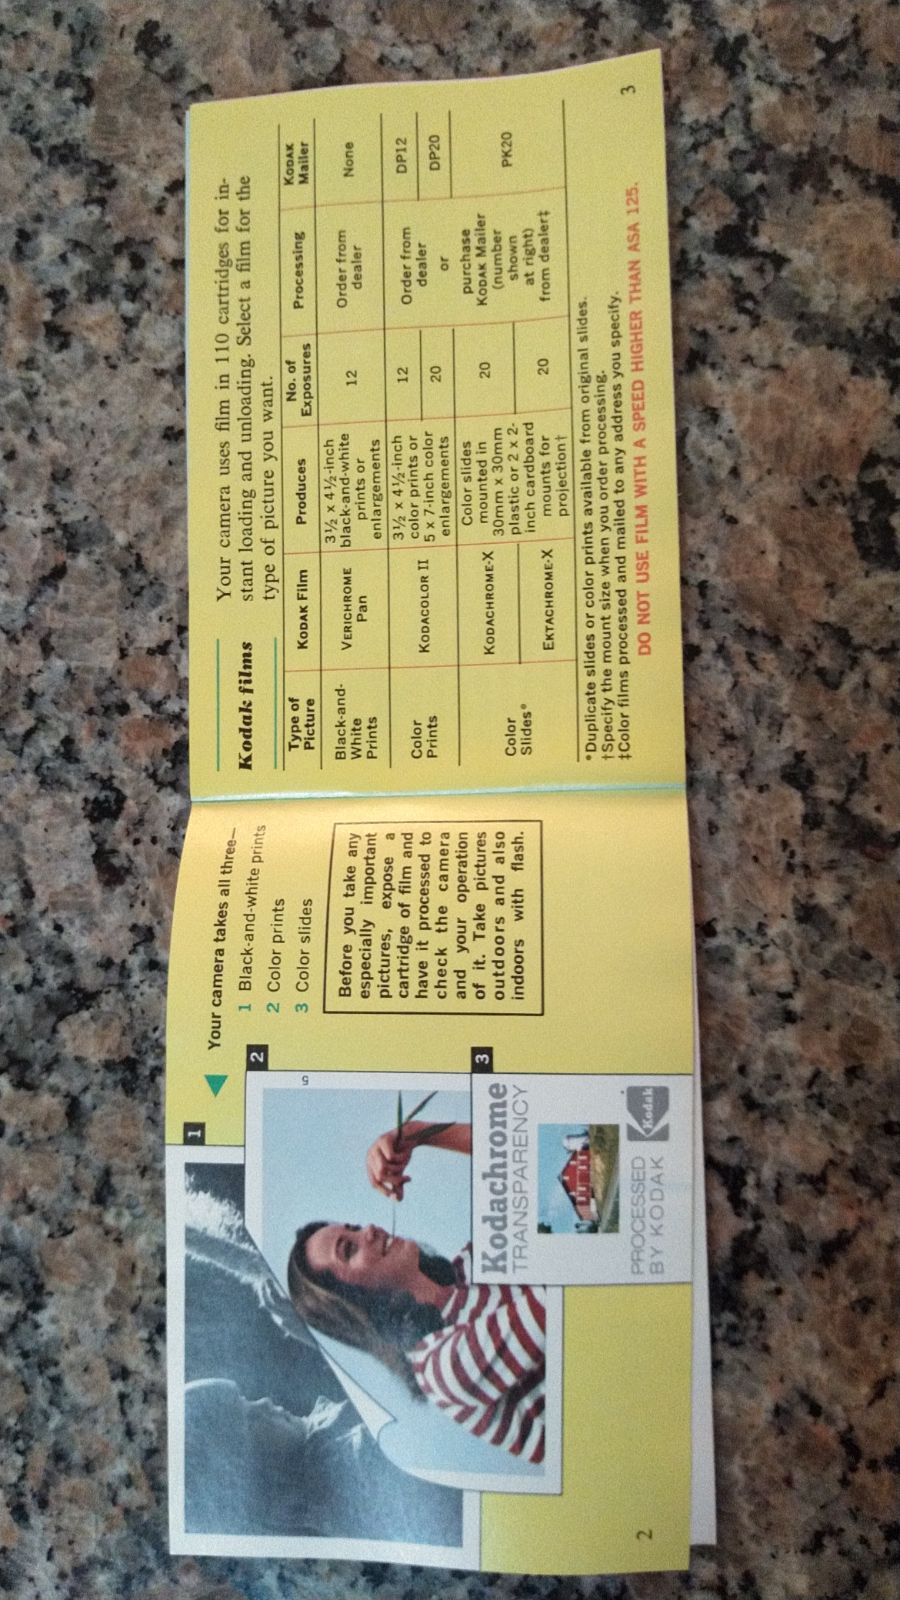 Your camera takes all three—
1 Black-and-white prints
2 Color prints
3 Color slides
Before you take any
especially important
pictures, expose a
cartridge of film and
have it processed to
check the camera
and your operation
of it. Take pictures
outdoors and also
indoors with flash.
1
2
5
3
Kodachrome
TRANSPARENCY
PROCESSED
BY KODAK
Kodak
2
Kodak films
Your camera uses film in 110 cartridges for in-
stant loading and unloading. Select a film for the
type of picture you want.
Type of Picture KODAK Film Produces No. of Exposures Processing KODAK Mailer
Black-and-
White
Prints
VERICHROME
Pan
3½ x 4½-inch
black-and-white
prints or
enlargements
12
Order from
dealer
None
Color
Prints
KODACOLOR II
3½ x 4½-inch
color prints or
5 x 7-inch color
enlargements
12
20
Order from
dealer
or
purchase
KODAK Mailer
(number
shown
at right)
from dealer‡
DP12
DP20
Color
Slides*
KODACHROME-X
EKTACHROME-X
Color slides
mounted in
30mm x 30mm
plastic or 2 x 2-
inch cardboard
mounts for
projection†
20
20
PK20
*Duplicate slides or color prints available from original slides.
†Specify the mount size when you order processing.
‡Color films processed and mailed to any address you specify.
DO NOT USE FILM WITH A SPEED HIGHER THAN ASA 125.
3